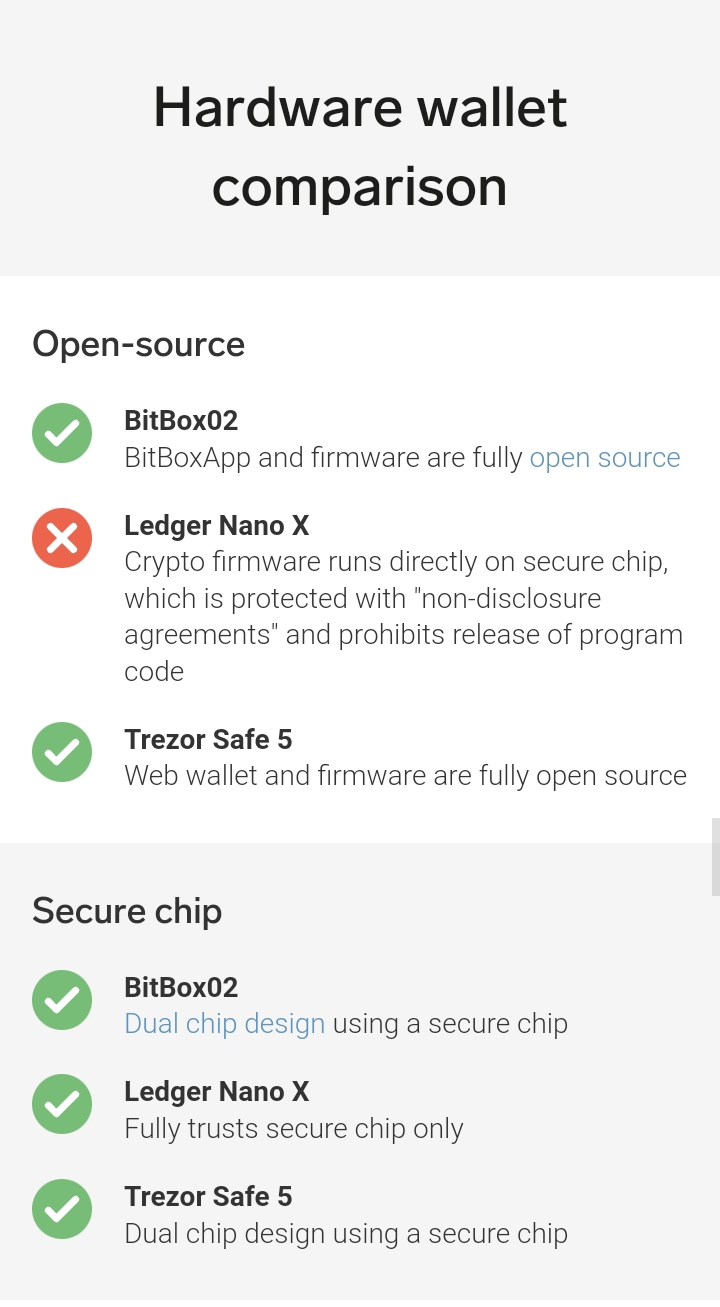 Hardware wallet
comparison
Open-source
BitBox02
BitBoxApp and firmware are fully open source
Ledger Nano X
Crypto firmware runs directly on secure chip,
which is protected with "non-disclosure
agreements" and prohibits release of program
code
Trezor Safe 5
Web wallet and firmware are fully open source
Secure chip
BitBox02
Dual chip design using a secure chip
Ledger Nano X
Fully trusts secure chip only
Trezor Safe 5
Dual chip design using a secure chip